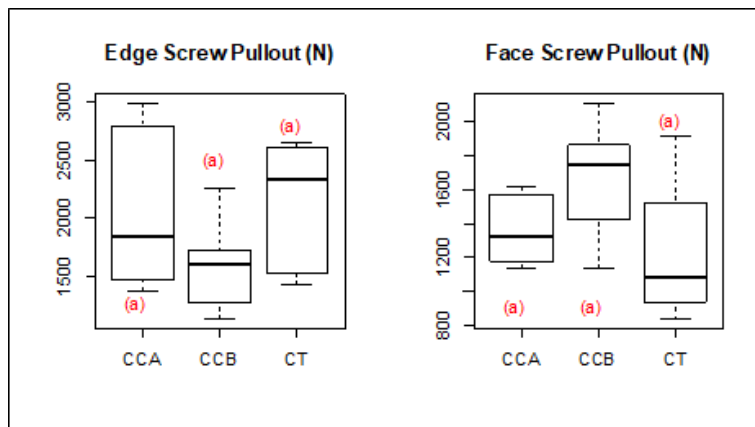 Edge Screw Pullout (N)
3000
2500
2000
1500
(a)
(a)
(a)
CCA
CCB
CT
Face Screw Pullout (N)
2000
1600
1200
800
(a)
(a)
(a)
CCA
CCB
CT